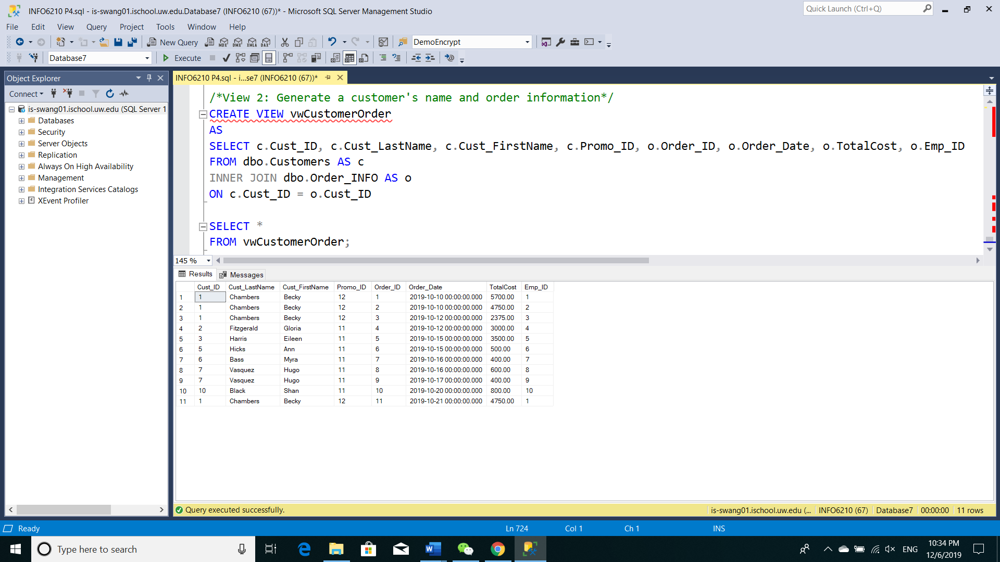 INFO6210 P4.sql - is-swang01.ischool.uw.edu.Database7 (INFO6210 (67))* - Microsoft SQL Server Management Studio
Quick Launch (Ctrl+Q)
File Edit View Query Project Tools Window Help
New Query MDX DMX XMLA DAX DemoEncrypt
Database7 Execute
Object Explorer
Connect
is-swang01.ischool.uw.edu (SQL Server 1
Databases
Security
Server Objects
Replication
Always On High Availability
Management
Integration Services Catalogs
XEvent Profiler
INFO6210 P4.sql - i...se7 (INFO6210 (67))*
/*View 2: Generate a customer's name and order information*/
CREATE VIEW vwCustomerOrder
AS
SELECT c.Cust_ID, c.Cust_LastName, c.Cust_FirstName, c.Promo_ID, o.Order_ID, o.Order_Date, o.TotalCost, o.Emp_ID
FROM dbo.Customers AS c
INNER JOIN dbo.Order_INFO AS o
ON c.Cust_ID = o.Cust_ID
SELECT *
FROM vwCustomerOrder;
145 %
Results Messages
Cust_ID Cust_LastName Cust_FirstName Promo_ID Order_ID Order_Date TotalCost Emp_ID
1 1 Chambers Becky 12 1 2019-10-10 00:00:00.000 5700.00 1
2 1 Chambers Becky 12 2 2019-10-10 00:00:00.000 4750.00 2
3 1 Chambers Becky 12 3 2019-10-12 00:00:00.000 2375.00 3
4 2 Fitzgerald Gloria 11 4 2019-10-12 00:00:00.000 3000.00 4
5 3 Harris Eileen 11 5 2019-10-15 00:00:00.000 3500.00 5
6 5 Hicks Ann 11 6 2019-10-15 00:00:00.000 500.00 6
7 6 Bass Myra 11 7 2019-10-16 00:00:00.000 400.00 7
8 7 Vasquez Hugo 11 8 2019-10-16 00:00:00.000 600.00 8
9 7 Vasquez Hugo 11 9 2019-10-17 00:00:00.000 400.00 9
10 10 Black Shan 11 10 2019-10-20 00:00:00.000 800.00 10
11 1 Chambers Becky 12 11 2019-10-21 00:00:00.000 4750.00 1
Query executed successfully.
is-swang01.ischool.uw.edu (... INFO6210 (67) Database7 00:00:00 11 rows
Ready Ln 724 Col 1 Ch 1 INS
Type here to search
ENG
10:34 PM
12/6/2019